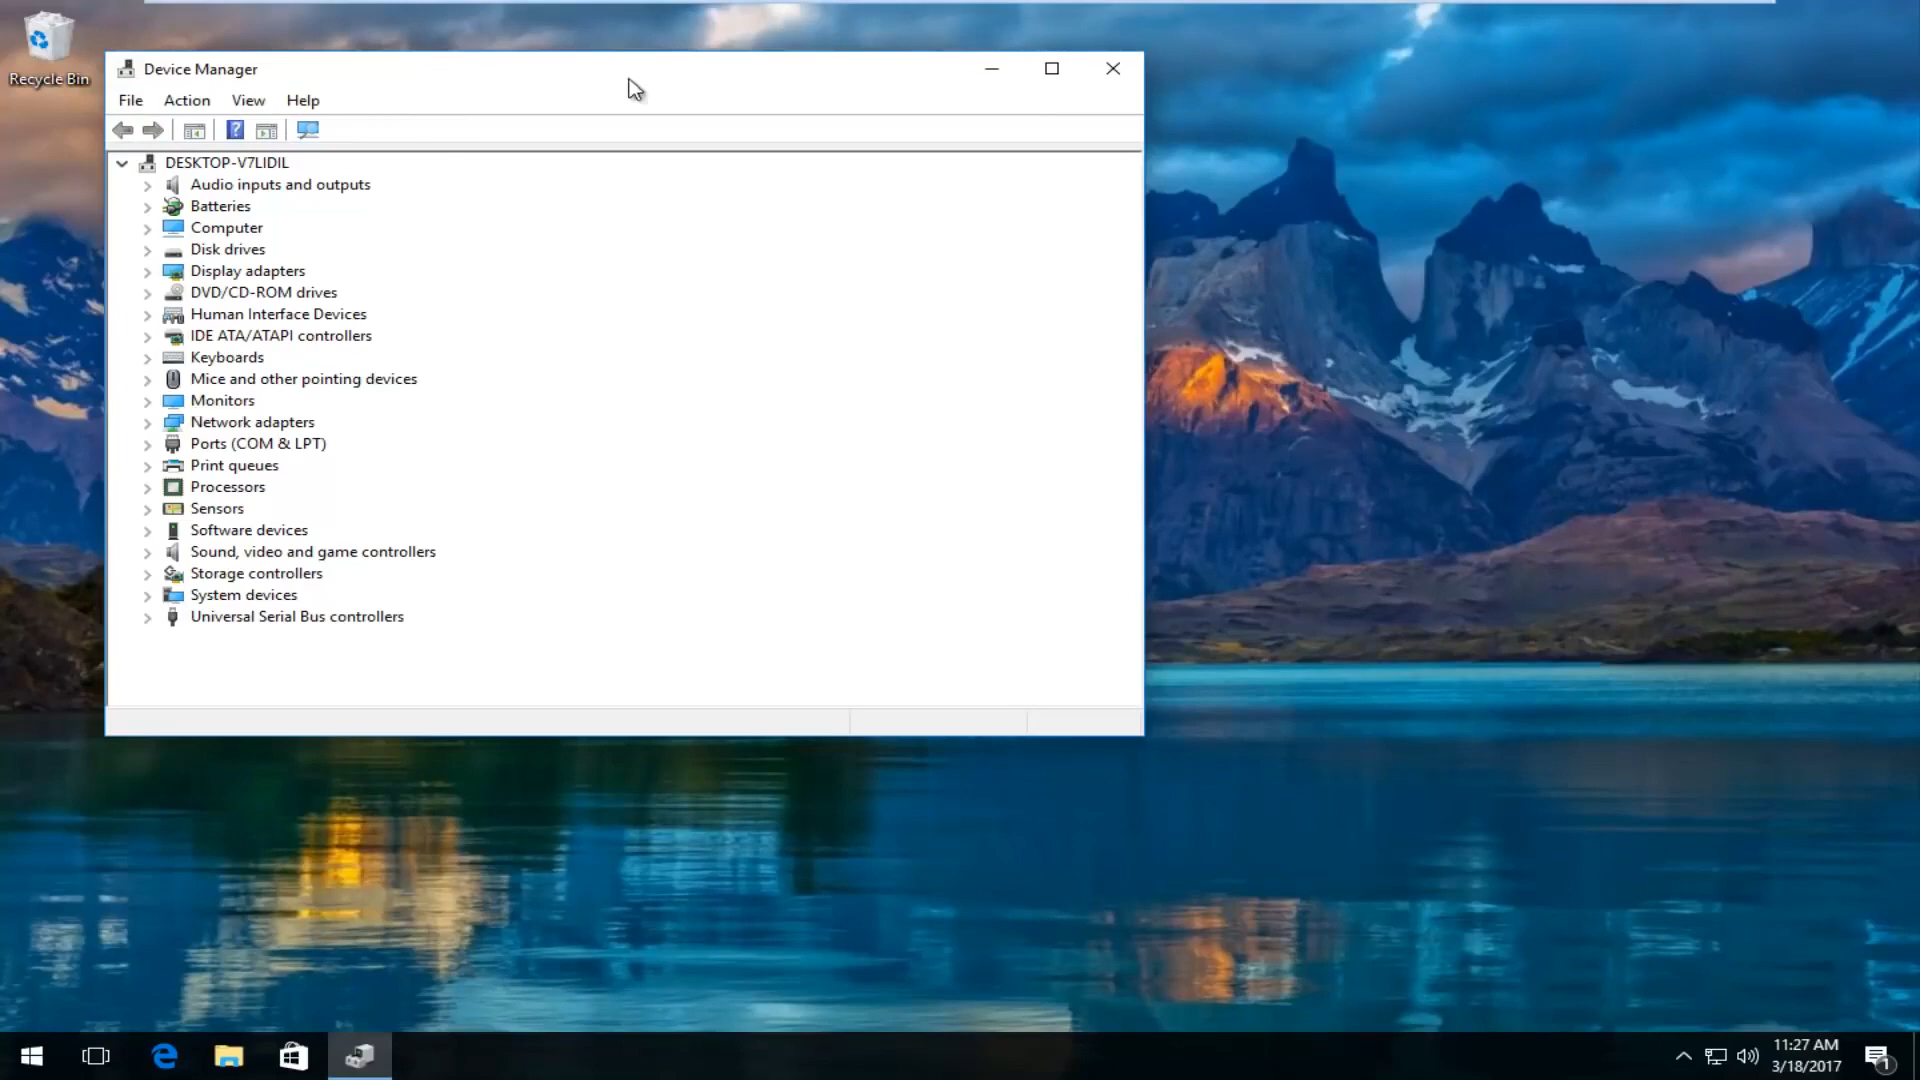 Recycle Bin
Device Manager
File Action View Help
?
DESKTOP-V7LIDIL
Audio inputs and outputs
Batteries
Computer
Disk drives
Display adapters
DVD/CD-ROM drives
Human Interface Devices
IDE ATA/ATAPI controllers
Keyboards
Mice and other pointing devices
Monitors
Network adapters
Ports (COM & LPT)
Print queues
Processors
Sensors
Software devices
Sound, video and game controllers
Storage controllers
System devices
Universal Serial Bus controllers
11:27 AM
3/18/2017
1